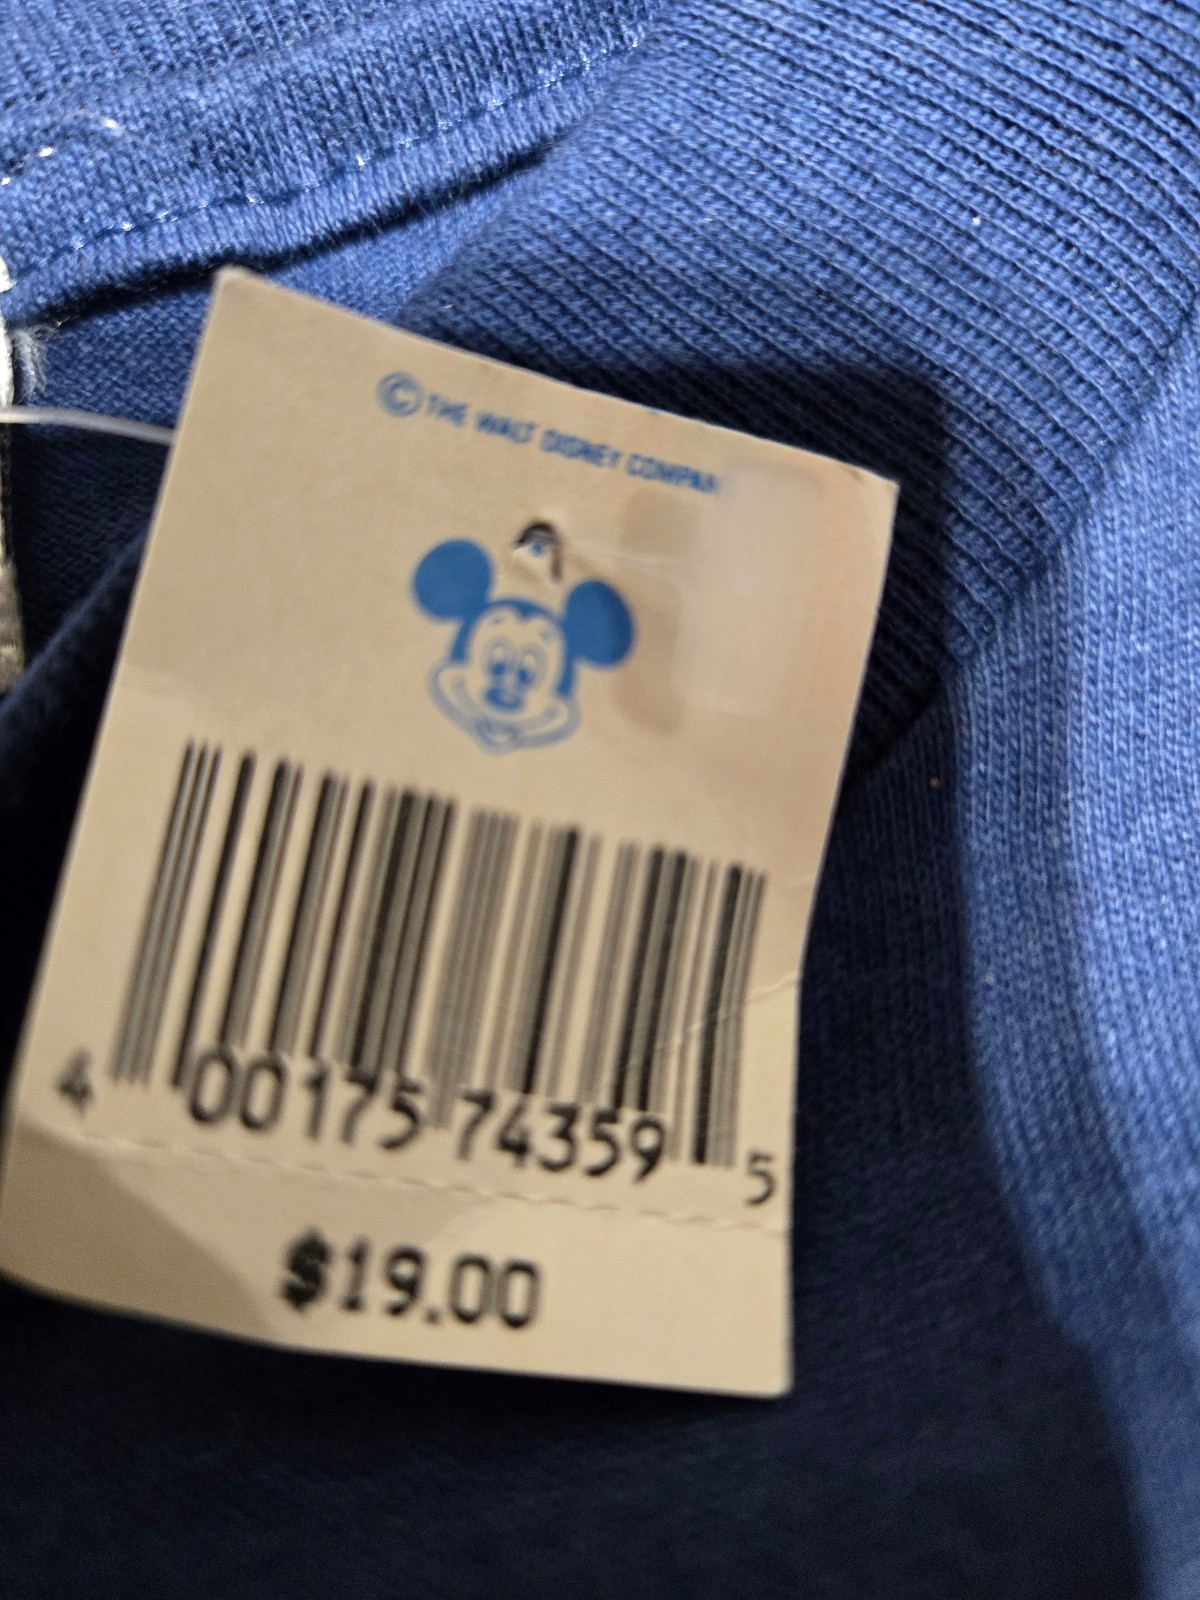 © THE WALT DISNEY COMPAN
4 00175 74359 5
$19.00